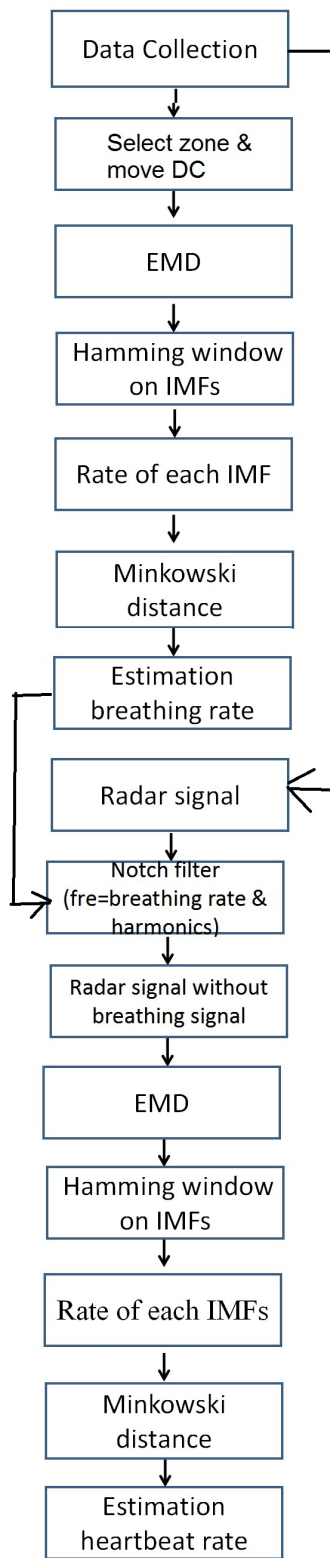 Data Collection
Select zone &
move DC
EMD
Hamming window
on IMFs
Rate of each IMF
Minkowski
distance
Estimation
breathing rate
Radar signal
Notch filter
(fre=breathing rate &
harmonics)
Radar signal without
breathing signal
EMD
Hamming window
on IMFs
Rate of each IMFs
Minkowski
distance
Estimation
heartbeat rate